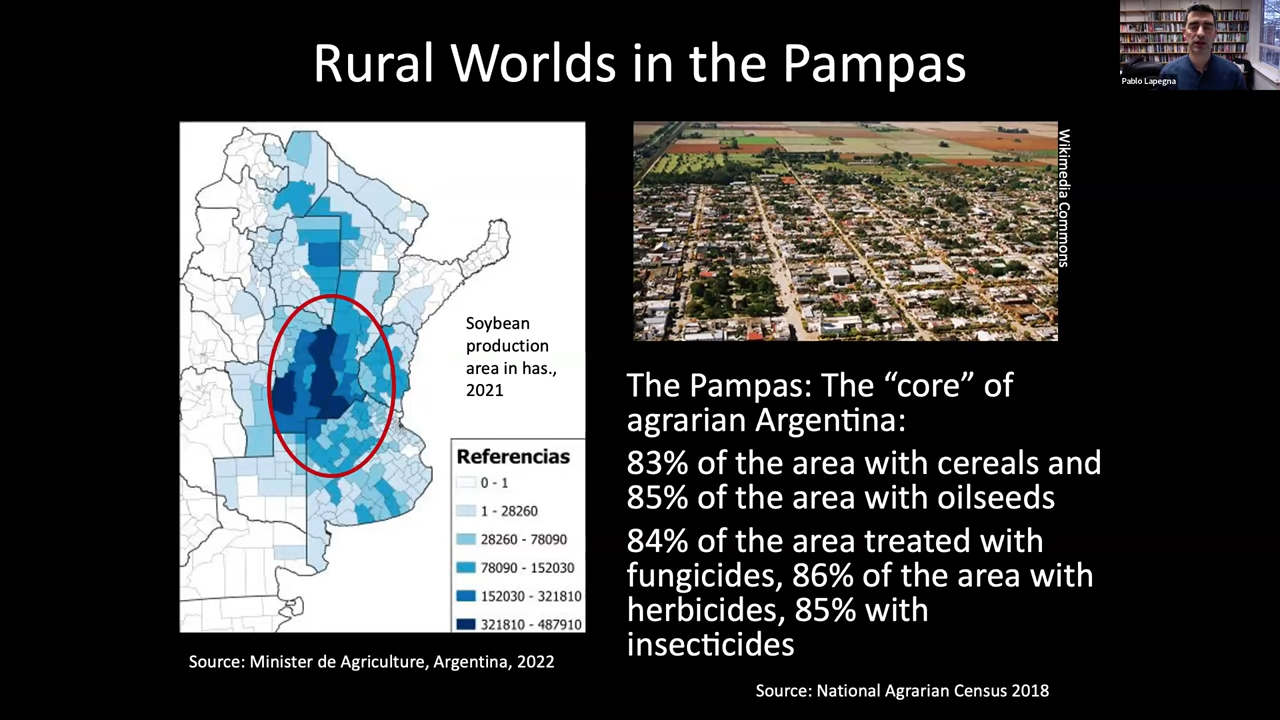 Rural Worlds in the Pampas
Pablo Lapegna
Wikimedia Commons
Soybean
production
area in has.,
2021
Referencias
0 - 1
1 - 28260
28260 - 78090
78090 - 152030
152030 - 321810
321810 - 487910
Source: Minister de Agriculture, Argentina, 2022
The Pampas: The “core” of
agrarian Argentina:
83% of the area with cereals and
85% of the area with oilseeds
84% of the area treated with
fungicides, 86% of the area with
herbicides, 85% with
insecticides
Source: National Agrarian Census 2018